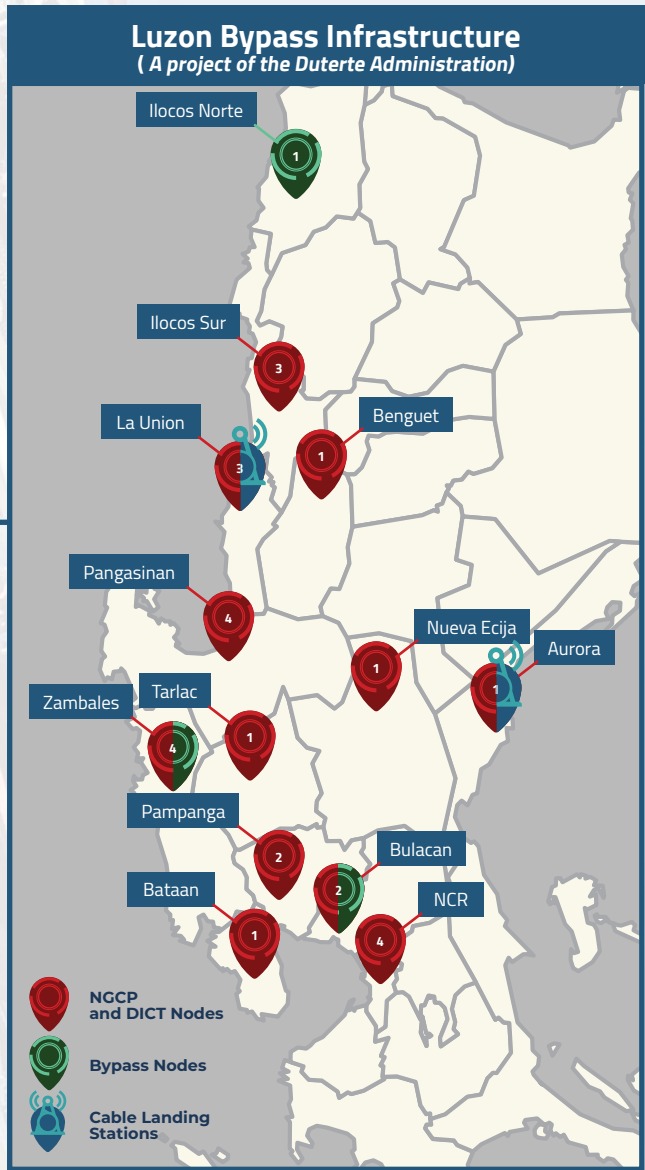 Luzon Bypass Infrastructure
( A project of the Duterte Administration)
Ilocos Norte
1
Ilocos Sur
3
La Union
3
Benguet
1
Pangasinan
4
Nueva Ecija
1
Aurora
1
Zambales
4
Tarlac
1
Pampanga
2
Bulacan
2
Bataan
1
NCR
4
NGCP
and DICT Nodes
Bypass Nodes
Cable Landing
Stations